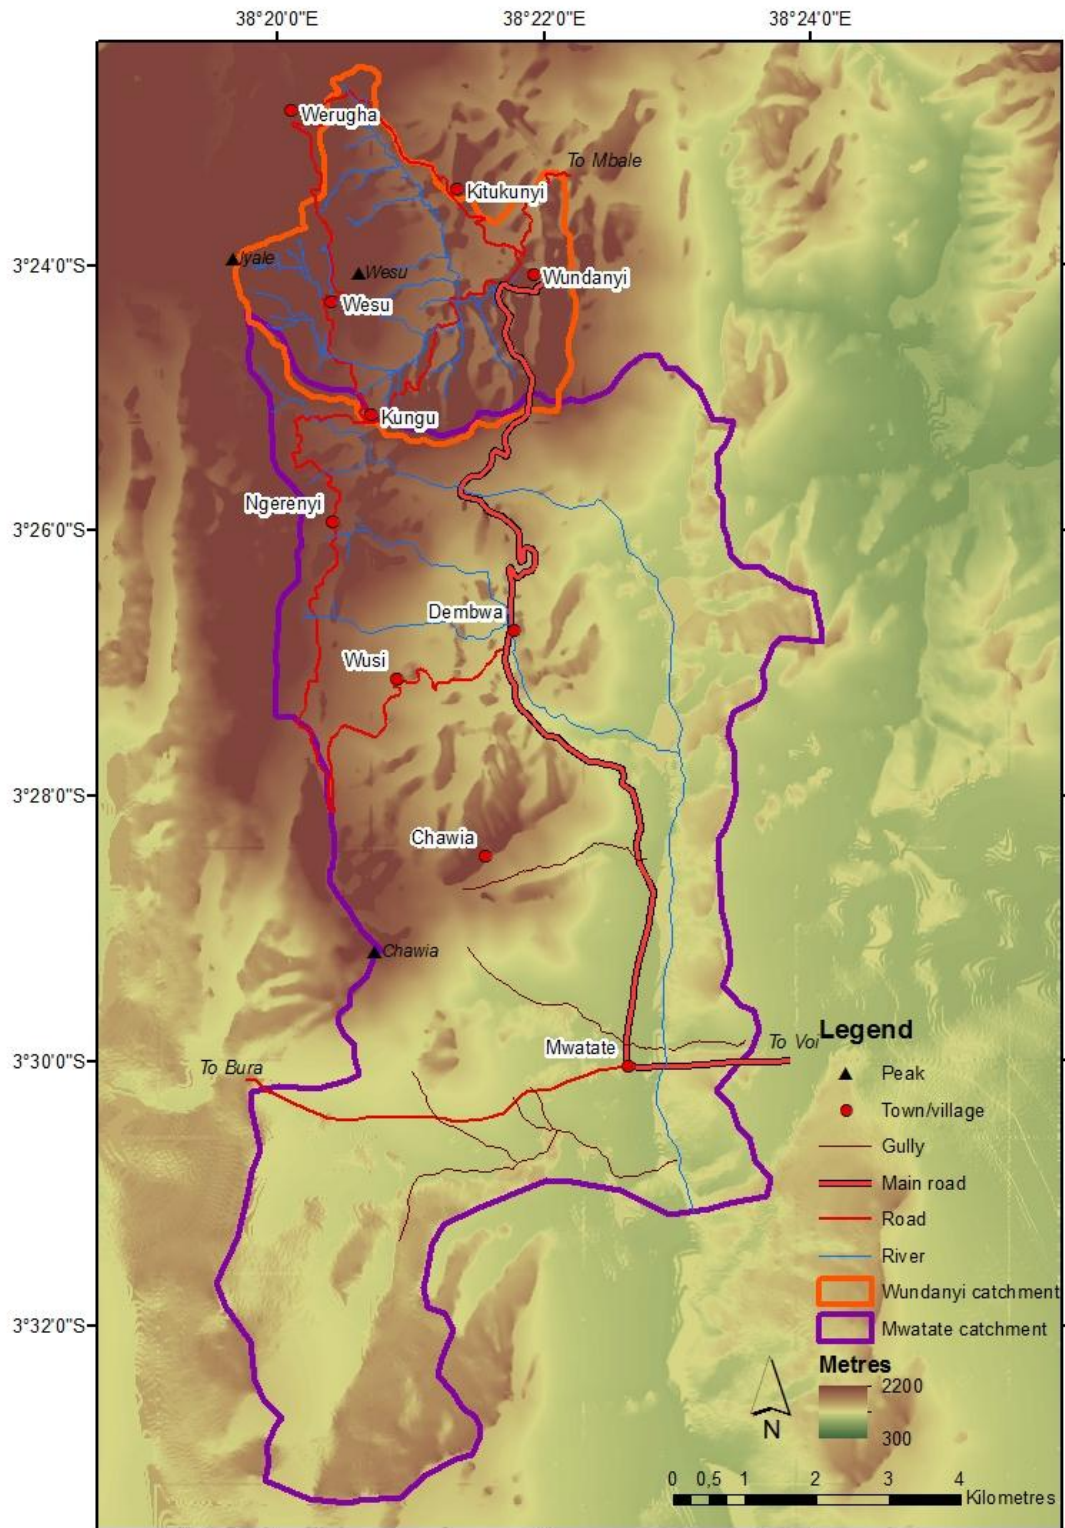 38°20'0"E
38°22'0"E
38°24'0"E
Werugha
To Mbale
Kitukunyi
Iyale
3°24'0"S
Wesu
Wundanyi
Wesu
Kungu
Ngerenyi
3°26'0"S
Dembwa
Wusi
3°28'0"S
Chawia
Chawia
Legend
Mwatate
To Voi
3°30'0"S
To Bura
Peak
Town/village
Gully
Main road
Road
River
Wundanyi catchment
3°32'0"S
Mwatate catchment
Metres
2200
300
N
0 0,5 1 2 3 4
Kilometres